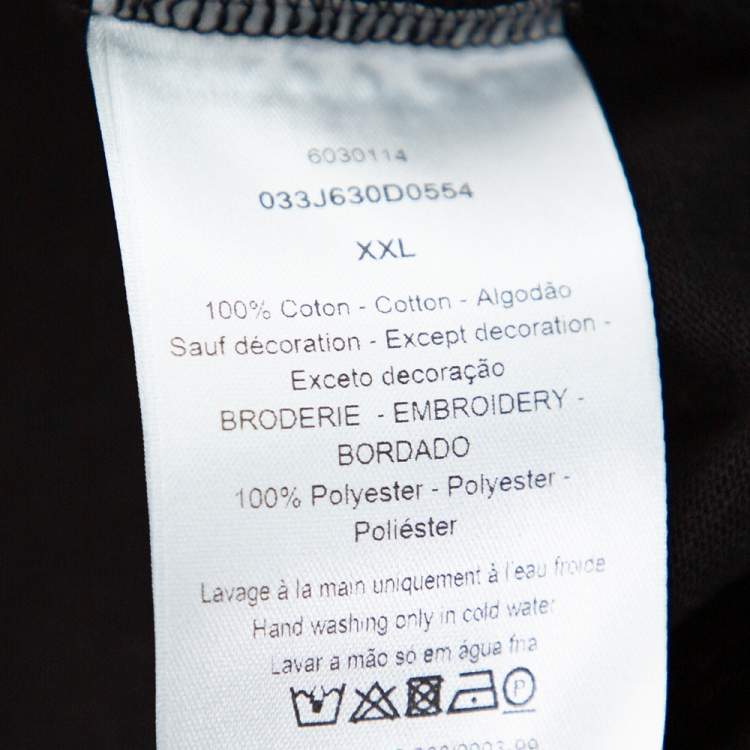 6030114
033J630D0554
XXL
100% Coton - Cotton - Algodão
Sauf décoration - Except decoration -
Exceto decoração
BRODERIE - EMBROIDERY -
BORDADO
100% Polyester - Polyester -
Poliéster
Lavage à la main uniquement à l'eau froide
Hand washing only in cold water
Lavar a mão só em água fria
P